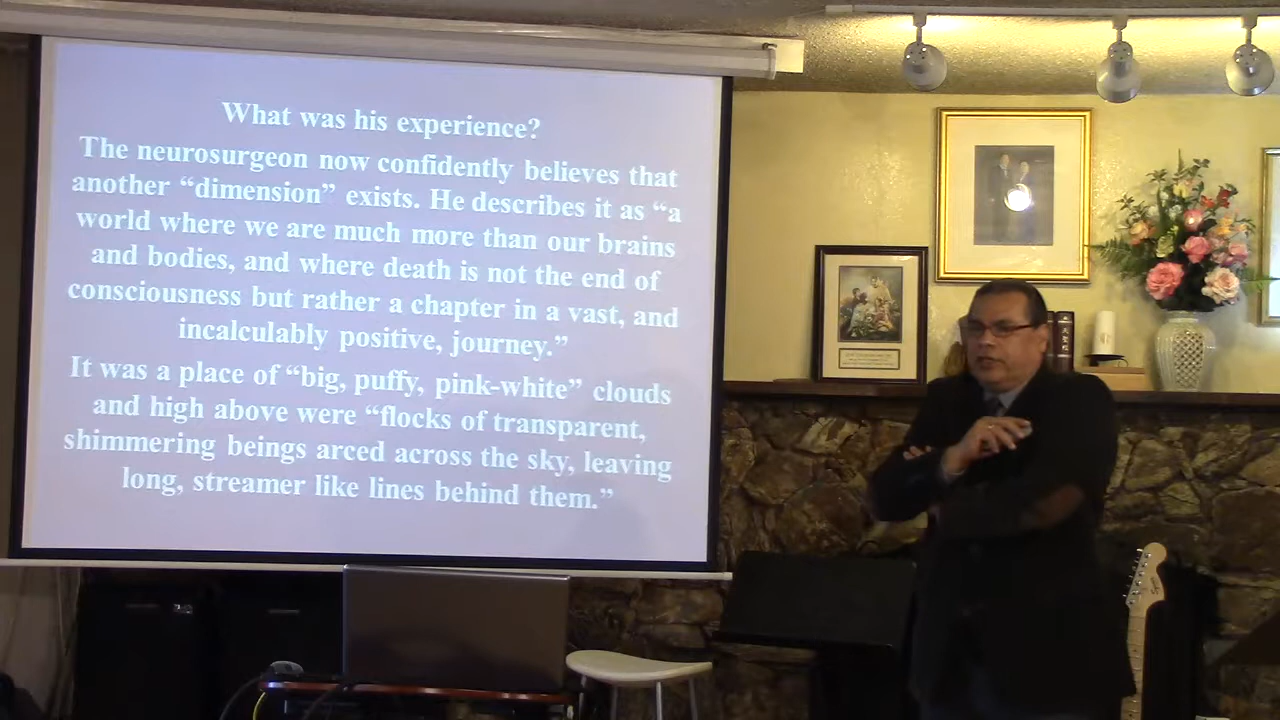 What was his experience?
The neurosurgeon now confidently believes that
another “dimension” exists. He describes it as “a
world where we are much more than our brains
and bodies, and where death is not the end of
consciousness but rather a chapter in a vast, and
incalculably positive, journey.”
It was a place of “big, puffy, pink-white” clouds
and high above were “flocks of transparent,
shimmering beings arced across the sky, leaving
long, streamer like lines behind them.”